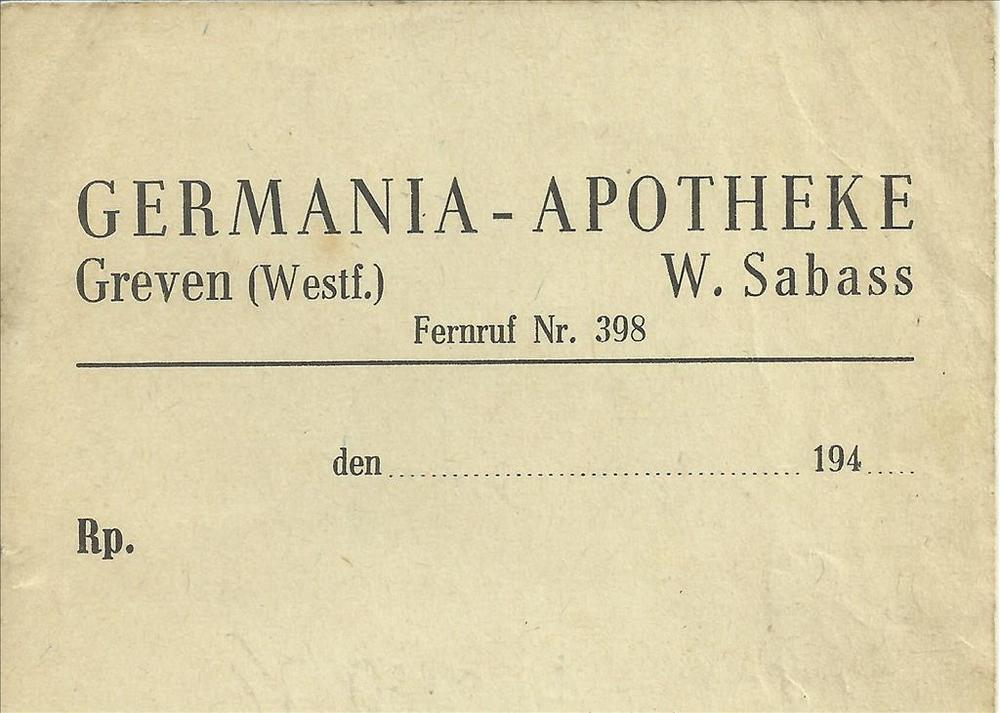 GERMANIA - APOTHEKE
Greven (Westf.) W. Sabass
Fernruf Nr. 398
den........................................ 194.....
Rp.